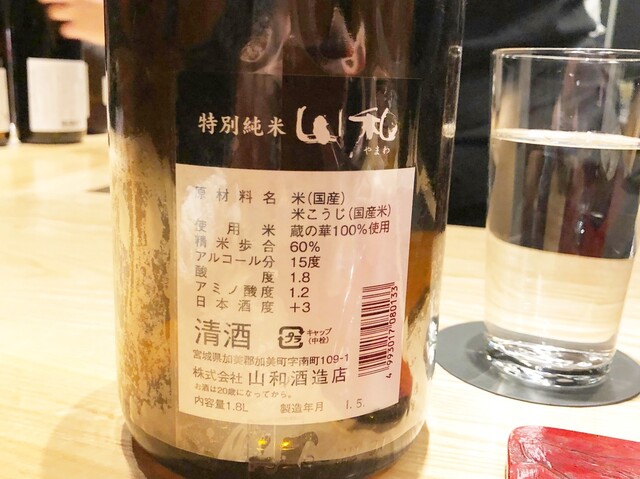 特別純米 山和
やまわ
原材料名 米(国産)
米こうじ(国産米)
使用米 蔵の華100%使用
精米歩合 60%
アルコール分 15度
酸度 1.8
アミノ酸度 1.2
日本酒度 +3
清酒 プラ キャップ
(中栓)
宮城県加美郡加美町字南町109-1
株式会社 山和酒造店
お酒は20歳になってから。
内容量1.8L 製造年月 1.5.
4993017080133